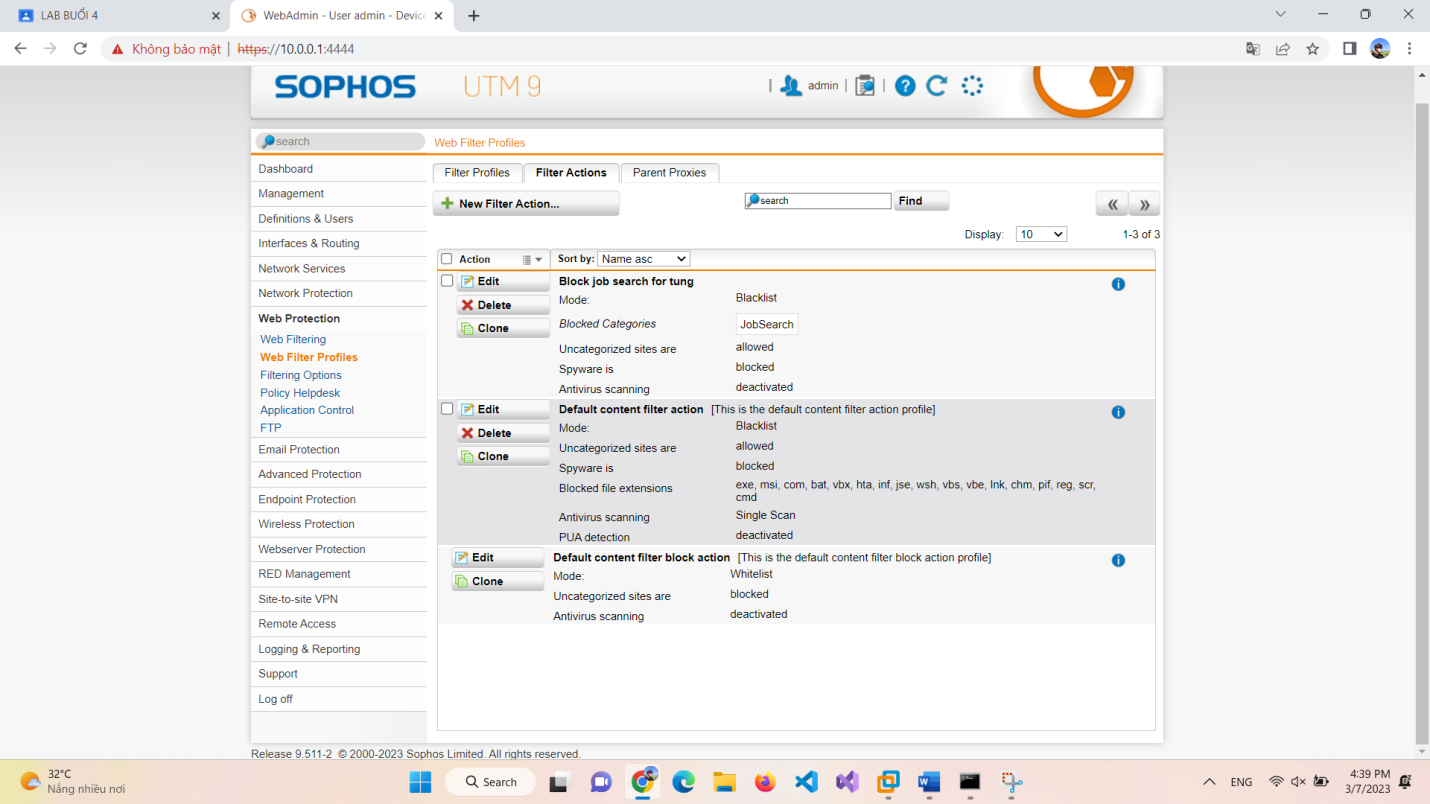 LAB BUỔI 4
WebAdmin - User admin - Device
Không bảo mật | https://10.0.0.1:4444
SOPHOS UTM 9
admin
search
Web Filter Profiles
Dashboard
Management
Definitions & Users
Interfaces & Routing
Network Services
Network Protection
Web Protection
Web Filtering
Web Filter Profiles
Filtering Options
Policy Helpdesk
Application Control
FTP
Email Protection
Advanced Protection
Endpoint Protection
Wireless Protection
Webserver Protection
RED Management
Site-to-site VPN
Remote Access
Logging & Reporting
Support
Log off
Filter Profiles Filter Actions Parent Proxies
New Filter Action... search Find
Display: 10 1-3 of 3
Action Sort by: Name asc
Edit Block job search for tung
Delete Mode: Blacklist
Clone Blocked Categories JobSearch
Uncategorized sites are allowed
Spyware is blocked
Antivirus scanning deactivated
Edit Default content filter action [This is the default content filter action profile]
Delete Mode: Blacklist
Clone Uncategorized sites are allowed
Spyware is blocked
Blocked file extensions exe, msi, com, bat, vbx, hta, inf, jse, wsh, vbs, vbe, lnk, chm, pif, reg, scr,
cmd
Antivirus scanning Single Scan
PUA detection deactivated
Edit Default content filter block action [This is the default content filter block action profile]
Clone Mode: Whitelist
Uncategorized sites are blocked
Antivirus scanning deactivated
Release 9.511-2 © 2000-2023 Sophos Limited. All rights reserved.
32°C
Nắng nhiều nơi
Search
ENG
4:39 PM
3/7/2023